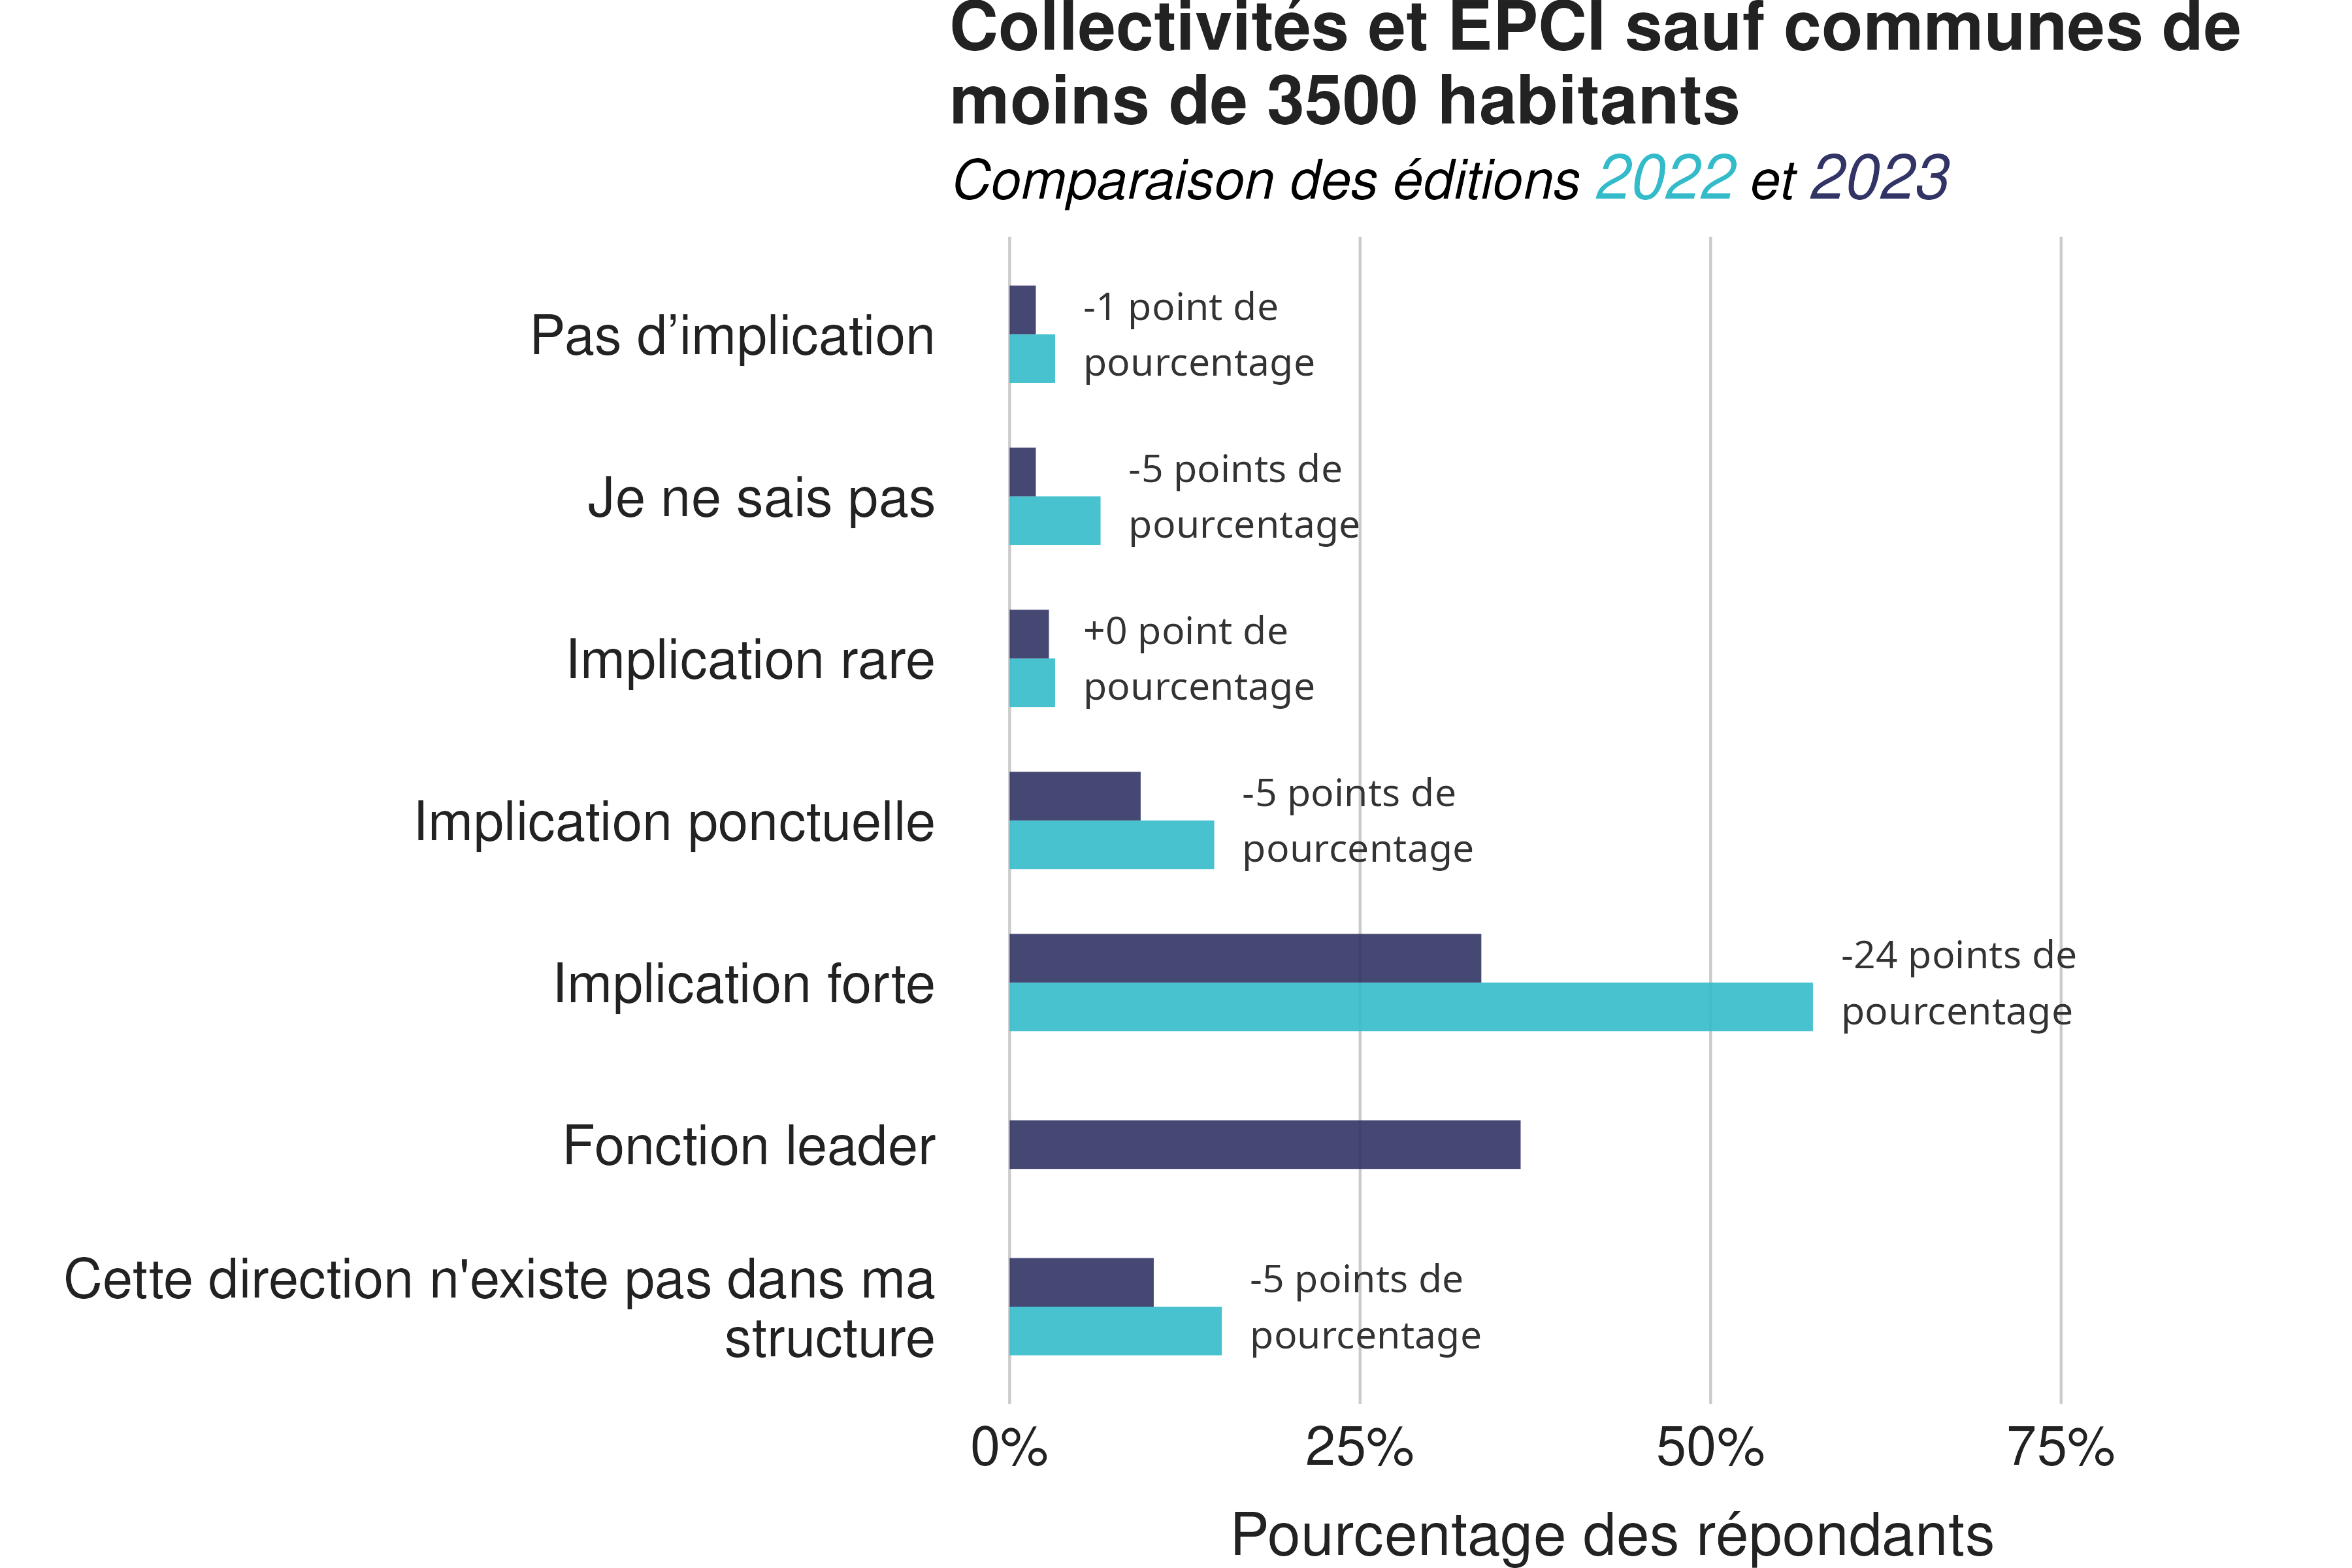 Collectivités et EPCI sauf communes de
moins de 3500 habitants
Comparaison des éditions 2022 et 2023
Pas d’implication
-1 point de
pourcentage
Je ne sais pas
-5 points de
pourcentage
Implication rare
+0 point de
pourcentage
Implication ponctuelle
-5 points de
pourcentage
Implication forte
-24 points de
pourcentage
Fonction leader
Cette direction n'existe pas dans ma
structure
-5 points de
pourcentage
0% 25% 50% 75%
Pourcentage des répondants